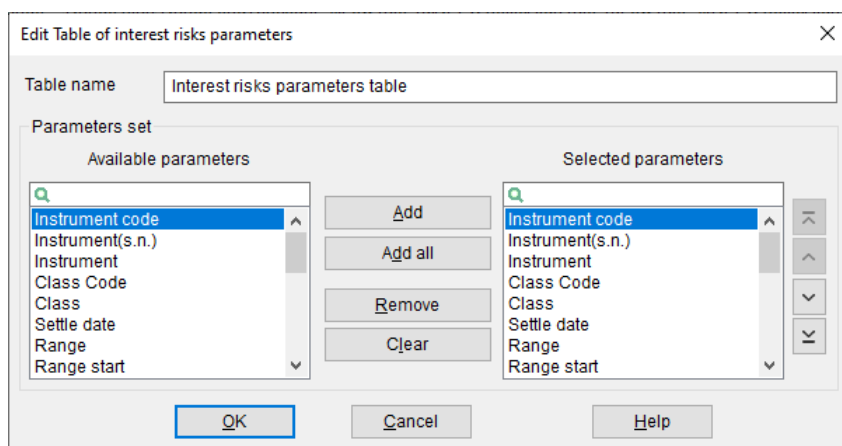 Edit Table of interest risks parameters
Table name
Interest risks parameters table
Parameters set
Available parameters
Instrument code
Instrument(s.n.)
Instrument
Class Code
Class
Settle date
Range
Range start
Add
Add all
Remove
Clear
Selected parameters
Instrument code
Instrument(s.n.)
Instrument
Class Code
Class
Settle date
Range
Range start
OK
Cancel
Help